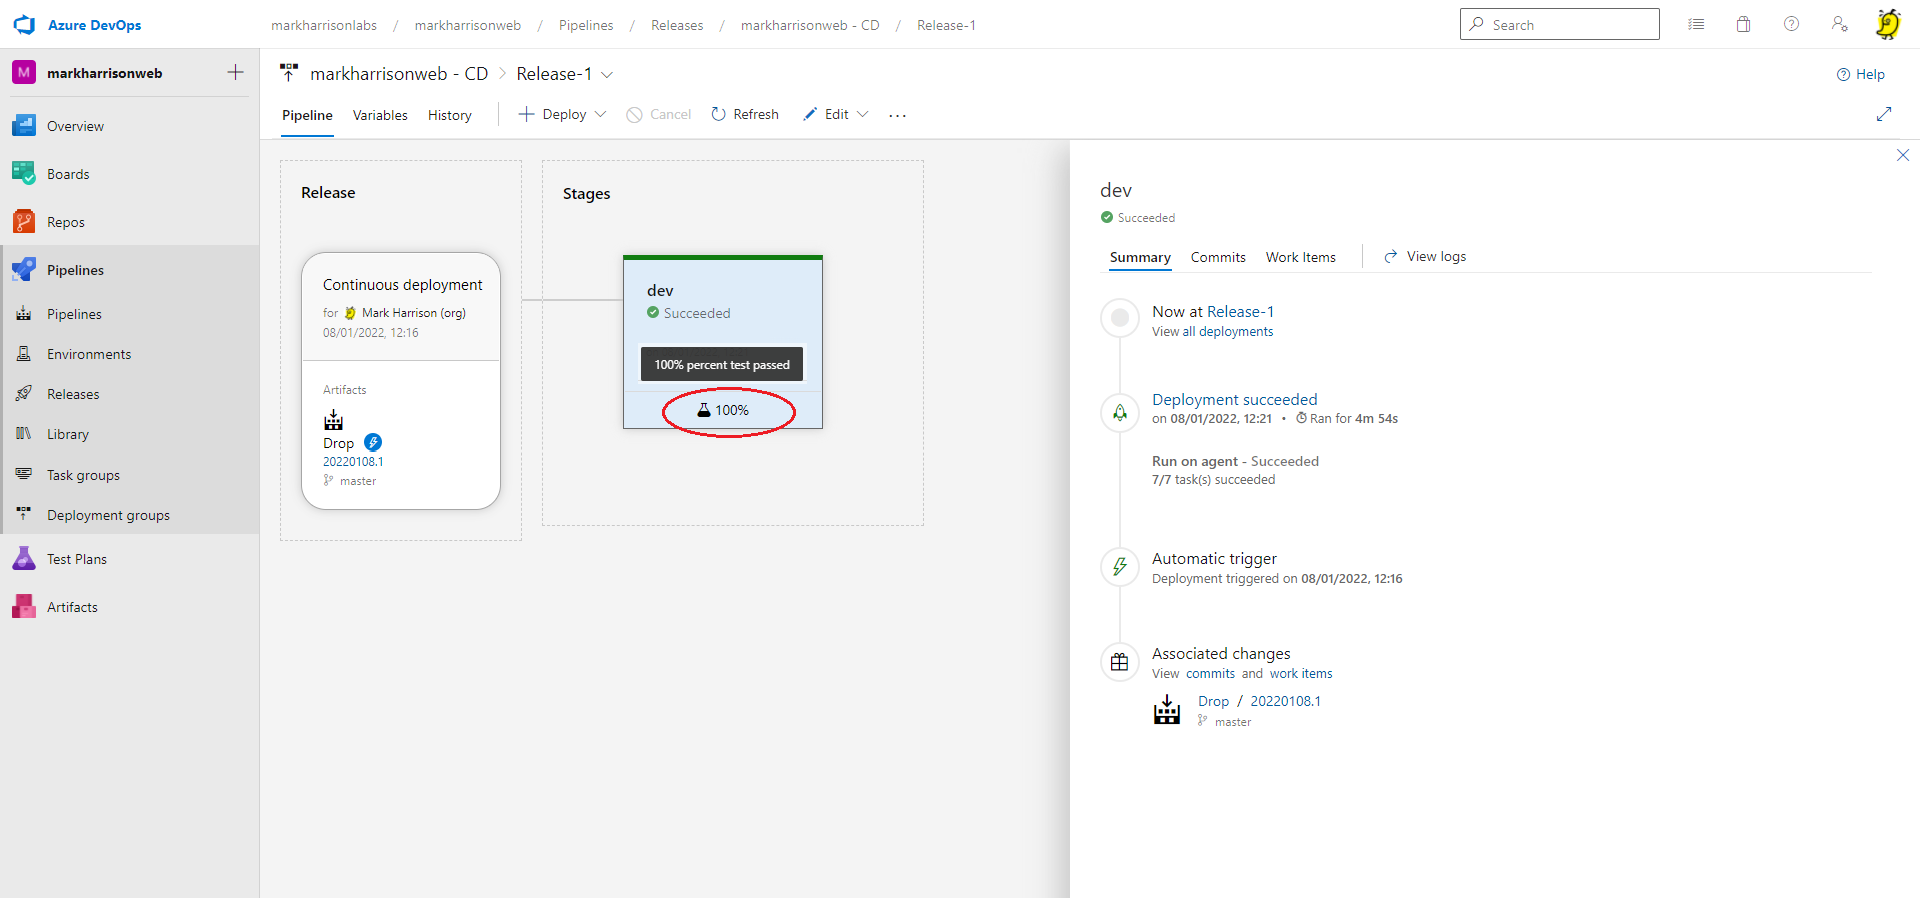 Azure DevOps
markharrisonlabs / markharrisonweb / Pipelines / Releases / markharrisonweb - CD / Release-1
Search
M markharrisonweb
Overview
Boards
Repos
Pipelines
Pipelines
Environments
Releases
Library
Task groups
Deployment groups
Test Plans
Artifacts
markharrisonweb - CD > Release-1
Help
Pipeline Variables History Deploy Cancel Refresh Edit ...
Release
Continuous deployment
for Mark Harrison (org)
08/01/2022, 12:16
Artifacts
Drop
20220108.1
master
Stages
dev
Succeeded
100% percent test passed
100%
dev
Succeeded
Summary Commits Work Items View logs
Now at Release-1
View all deployments
Deployment succeeded
on 08/01/2022, 12:21 • Ran for 4m 54s
Run on agent - Succeeded
7/7 task(s) succeeded
Automatic trigger
Deployment triggered on 08/01/2022, 12:16
Associated changes
View commits and work items
Drop / 20220108.1
master